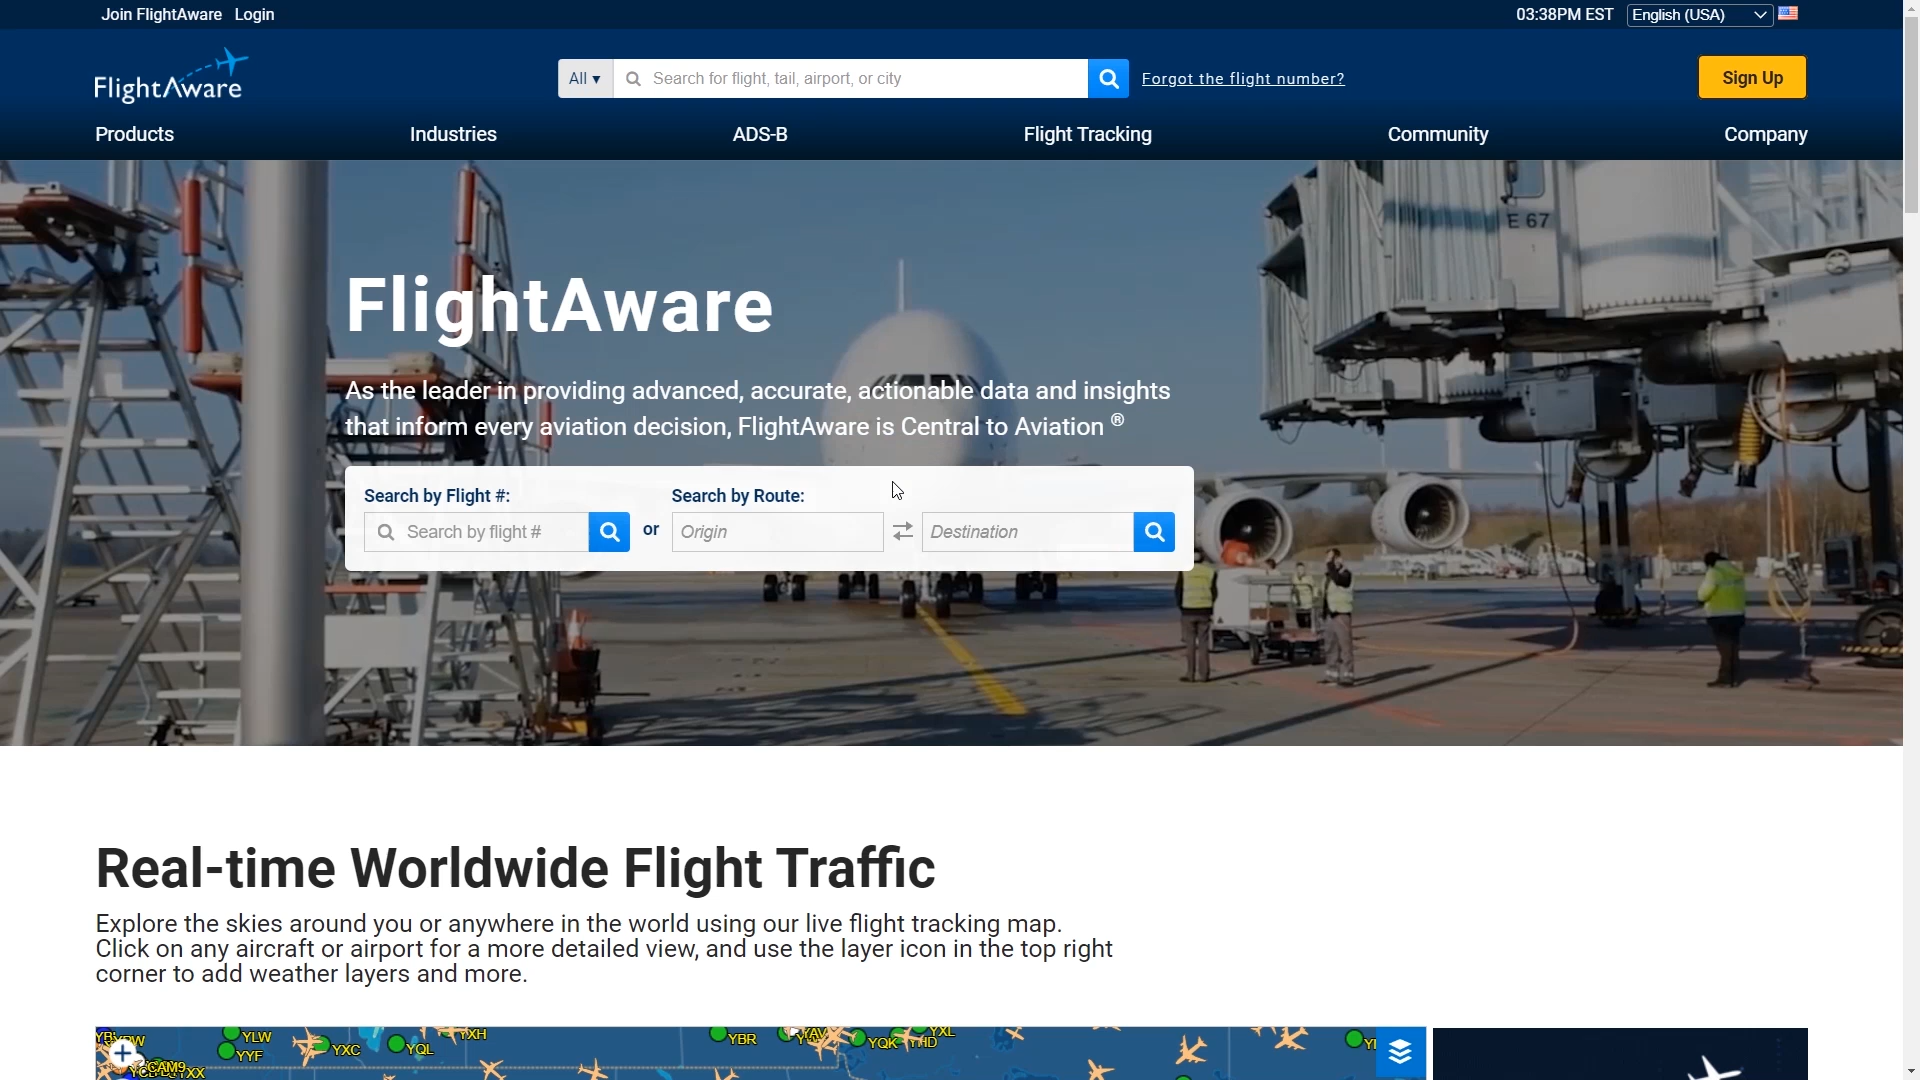 Join FlightAware Login
03:38PM EST English (USA)
FlightAware
All ▾ Search for flight, tail, airport, or city
Forgot the flight number?
Sign Up
Products Industries ADS-B Flight Tracking Community Company
E 67
1
FlightAware
As the leader in providing advanced, accurate, actionable data and insights
that inform every aviation decision, FlightAware is Central to Aviation ®
Search by Flight #: Search by Route:
Search by flight # or Origin Destination
Real-time Worldwide Flight Traffic
Explore the skies around you or anywhere in the world using our live flight tracking map.
Click on any aircraft or airport for a more detailed view, and use the layer icon in the top right
corner to add weather layers and more.
YLW YXH YBR YXL
YYF YXC YQL YQK YHD
CAM9
YXX